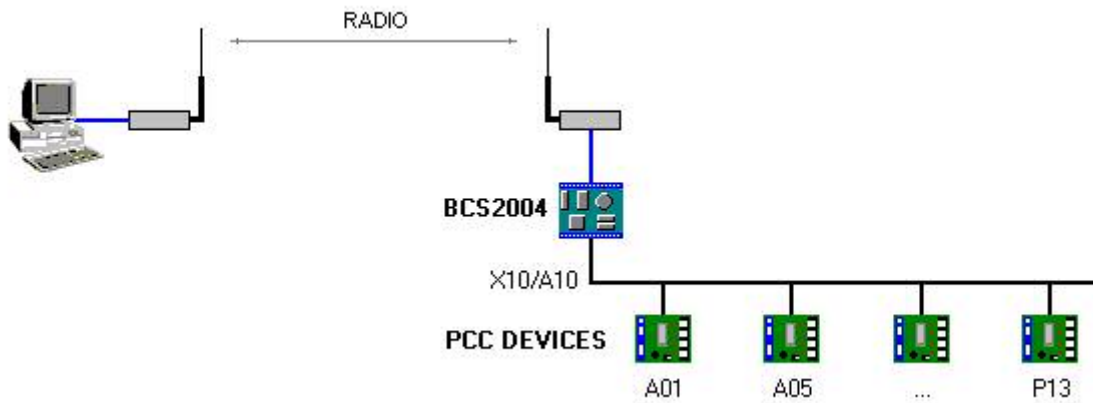 RADIO
BCS2004
X10/A10
PCC DEVICES
A01 A05 ... P13